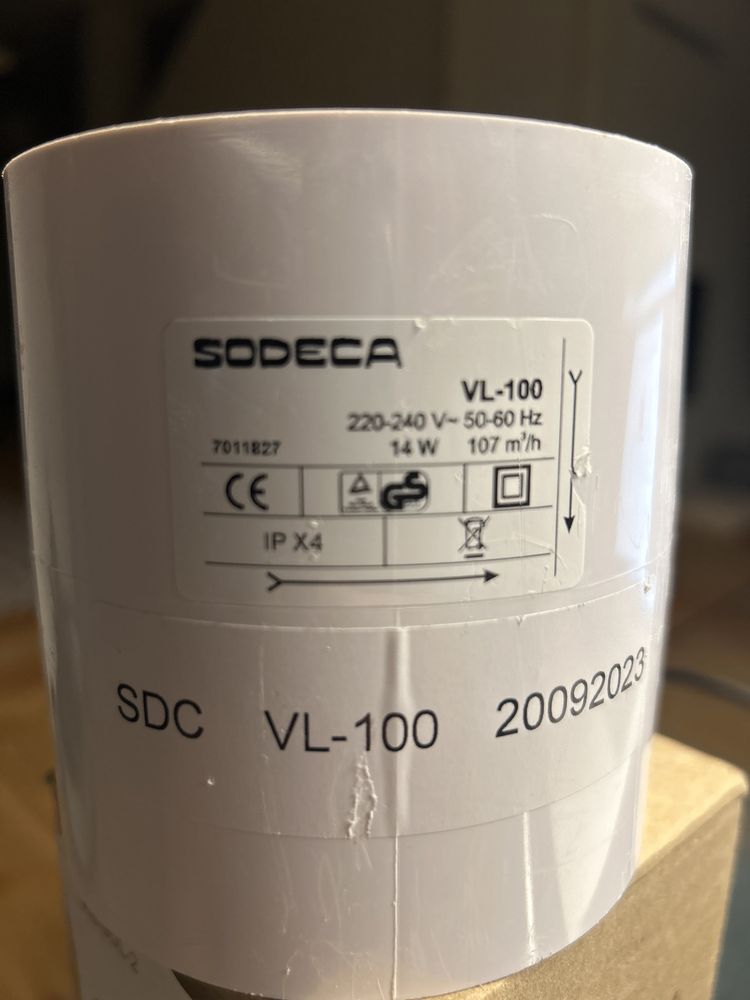 SODECA
VL-100
220-240 V~ 50-60 Hz
7011827 14 W 107 m³/h
CE GS
IP X4
SDC VL-100 20092023